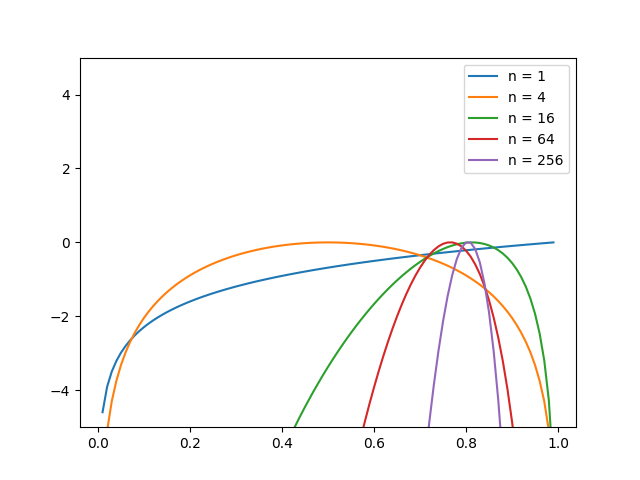 n = 1
n = 4
n = 16
n = 64
n = 256
4
2
0
−2
−4
0.0 0.2 0.4 0.6 0.8 1.0